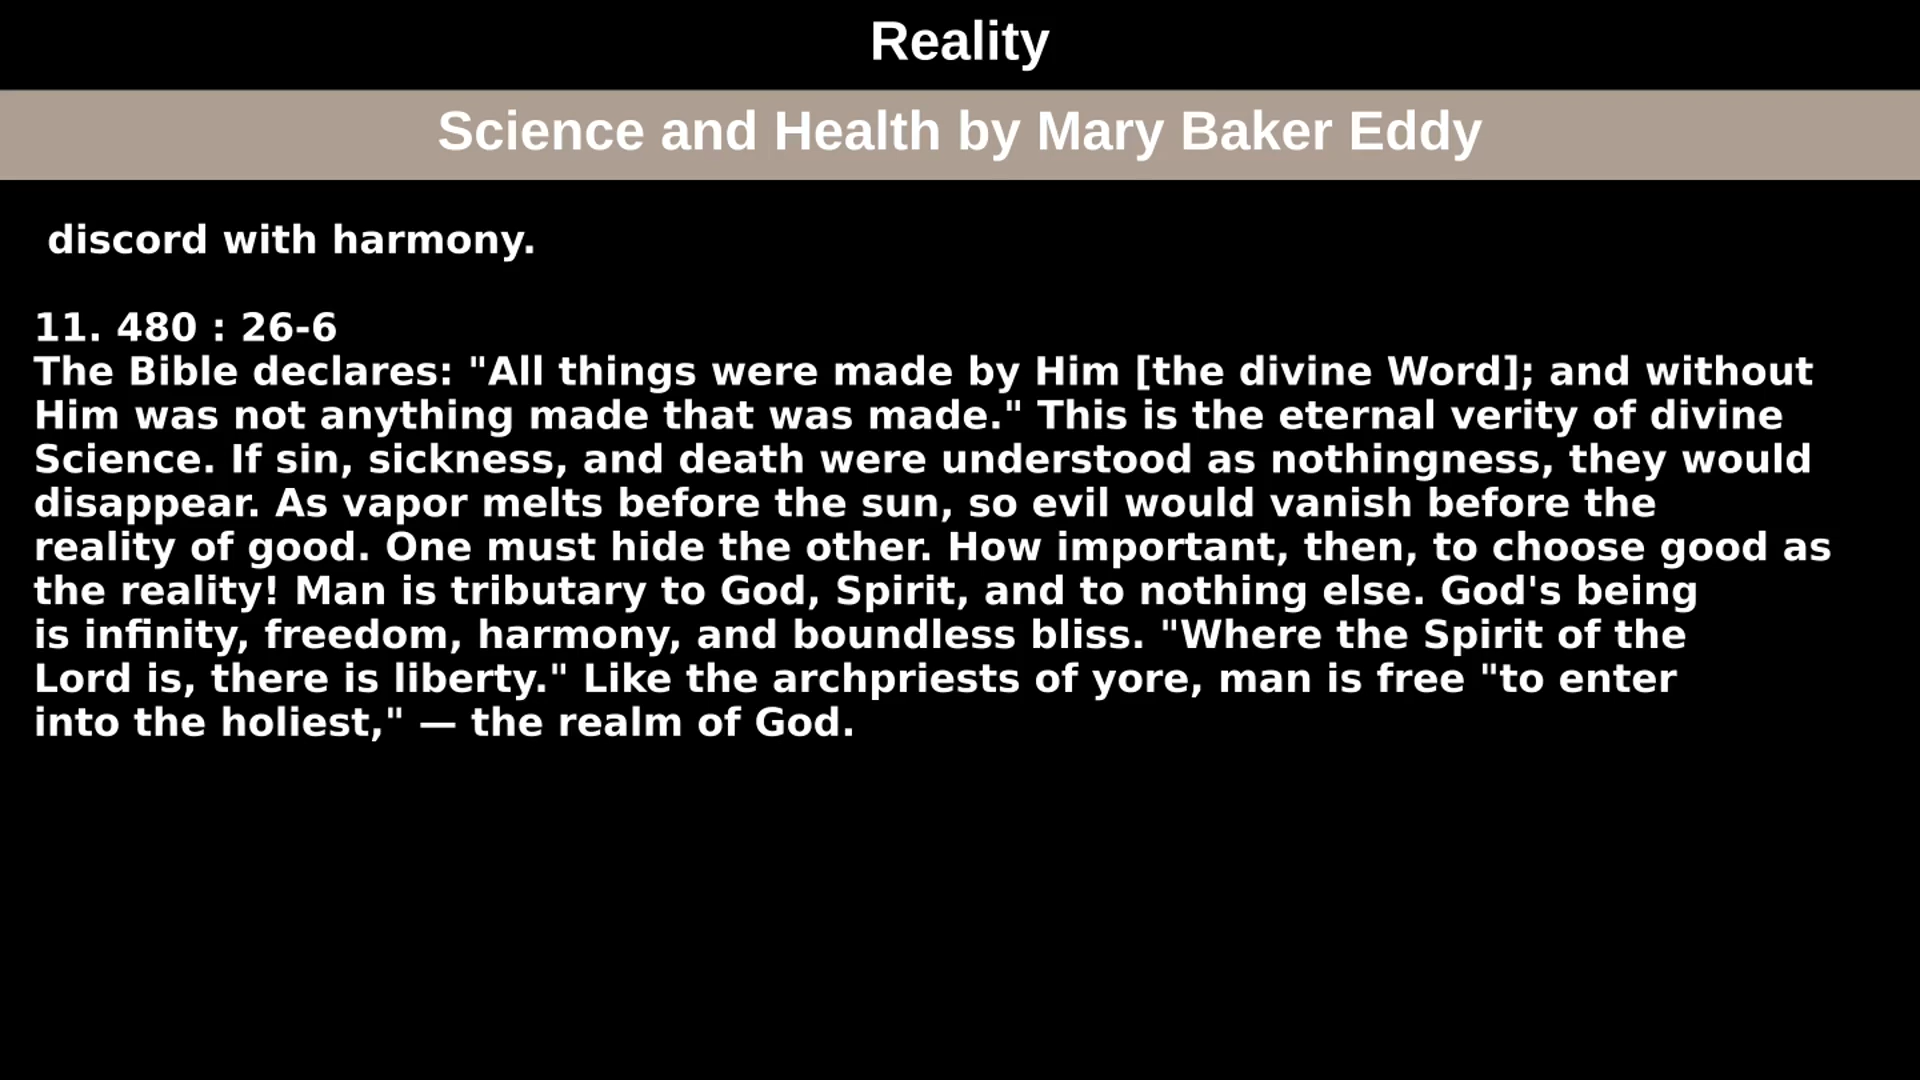 Reality
Science and Health by Mary Baker Eddy
discord with harmony.
11. 480 : 26-6
The Bible declares: "All things were made by Him [the divine Word]; and without
Him was not anything made that was made." This is the eternal verity of divine
Science. If sin, sickness, and death were understood as nothingness, they would
disappear. As vapor melts before the sun, so evil would vanish before the
reality of good. One must hide the other. How important, then, to choose good as
the reality! Man is tributary to God, Spirit, and to nothing else. God's being
is infinity, freedom, harmony, and boundless bliss. "Where the Spirit of the
Lord is, there is liberty." Like the archpriests of yore, man is free "to enter
into the holiest," — the realm of God.